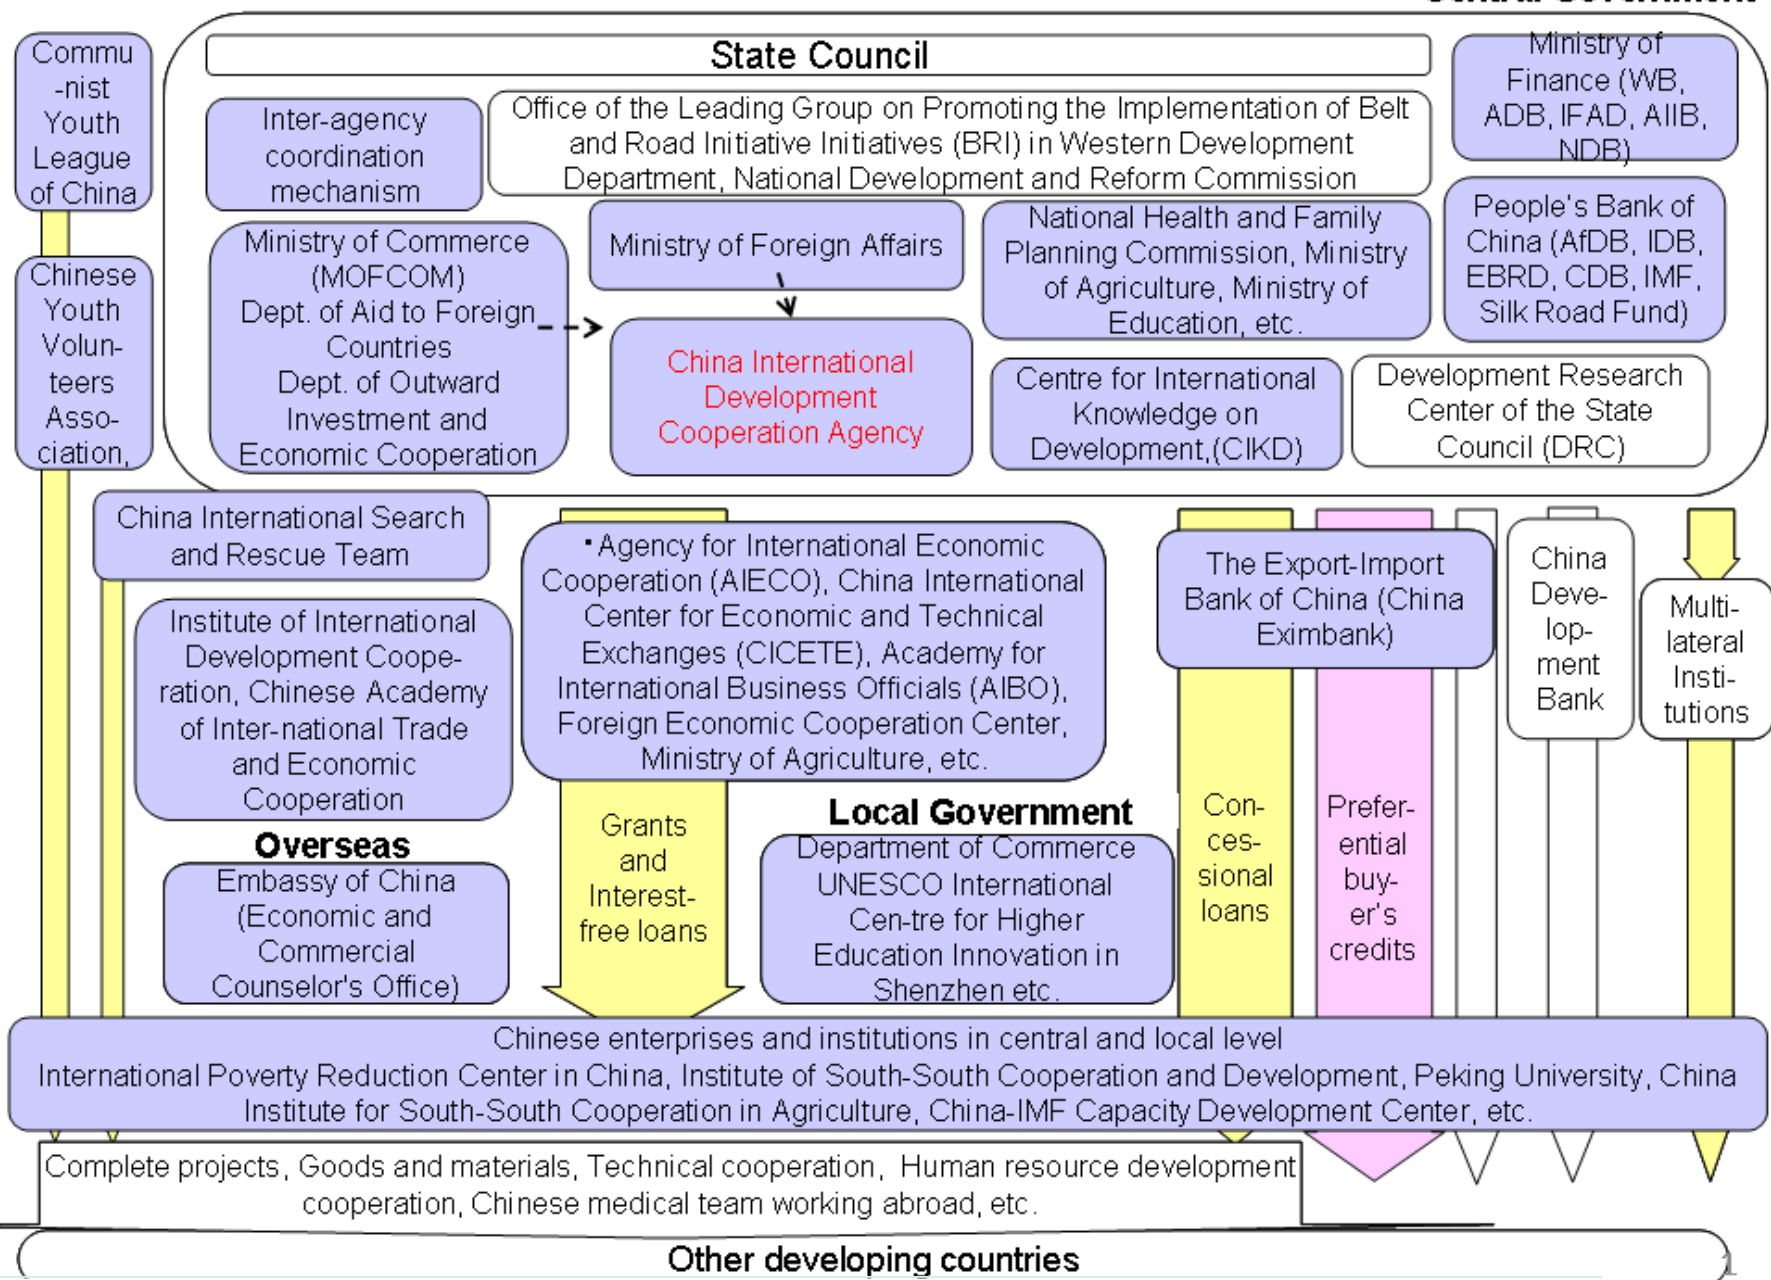 Central Government
Commu
-nist
Youth
League
of China
State Council
Ministry of
Finance (WB,
ADB, IFAD, AIIB,
NDB)
Inter-agency
coordination
mechanism
Office of the Leading Group on Promoting the Implementation of Belt
and Road Initiative Initiatives (BRI) in Western Development
Department, National Development and Reform Commission
People's Bank of
China (AfDB, IDB,
EBRD, CDB, IMF,
Silk Road Fund)
Ministry of Commerce
(MOFCOM)
Dept. of Aid to Foreign
Countries
Dept. of Outward
Investment and
Economic Cooperation
Ministry of Foreign Affairs
National Health and Family
Planning Commission, Ministry
of Agriculture, Ministry of
Education, etc.
Chinese
Youth
Volun-
teers
Asso-
ciation,
China International
Development
Cooperation Agency
Centre for International
Knowledge on
Development,(CIKD)
Development Research
Center of the State
Council (DRC)
China International Search
and Rescue Team
▪Agency for International Economic
Cooperation (AIECO), China International
Center for Economic and Technical
Exchanges (CICETE), Academy for
International Business Officials (AIBO),
Foreign Economic Cooperation Center,
Ministry of Agriculture, etc.
The Export-Import
Bank of China (China
Eximbank)
China
Deve-
lop-
ment
Bank
Multi-
lateral
Insti-
tutions
Institute of International
Development Coope-
ration, Chinese Academy
of Inter-national Trade
and Economic
Cooperation
Overseas
Embassy of China
(Economic and
Commercial
Counselor's Office)
Grants
and
Interest-
free loans
Local Government
Department of Commerce
UNESCO International
Cen-tre for Higher
Education Innovation in
Shenzhen etc.
Con-
ces-
sional
loans
Prefer-
ential
buy-
er's
credits
Chinese enterprises and institutions in central and local level
International Poverty Reduction Center in China, Institute of South-South Cooperation and Development, Peking University, China
Institute for South-South Cooperation in Agriculture, China-IMF Capacity Development Center, etc.
Complete projects, Goods and materials, Technical cooperation, Human resource development
cooperation, Chinese medical team working abroad, etc.
Other developing countries
1